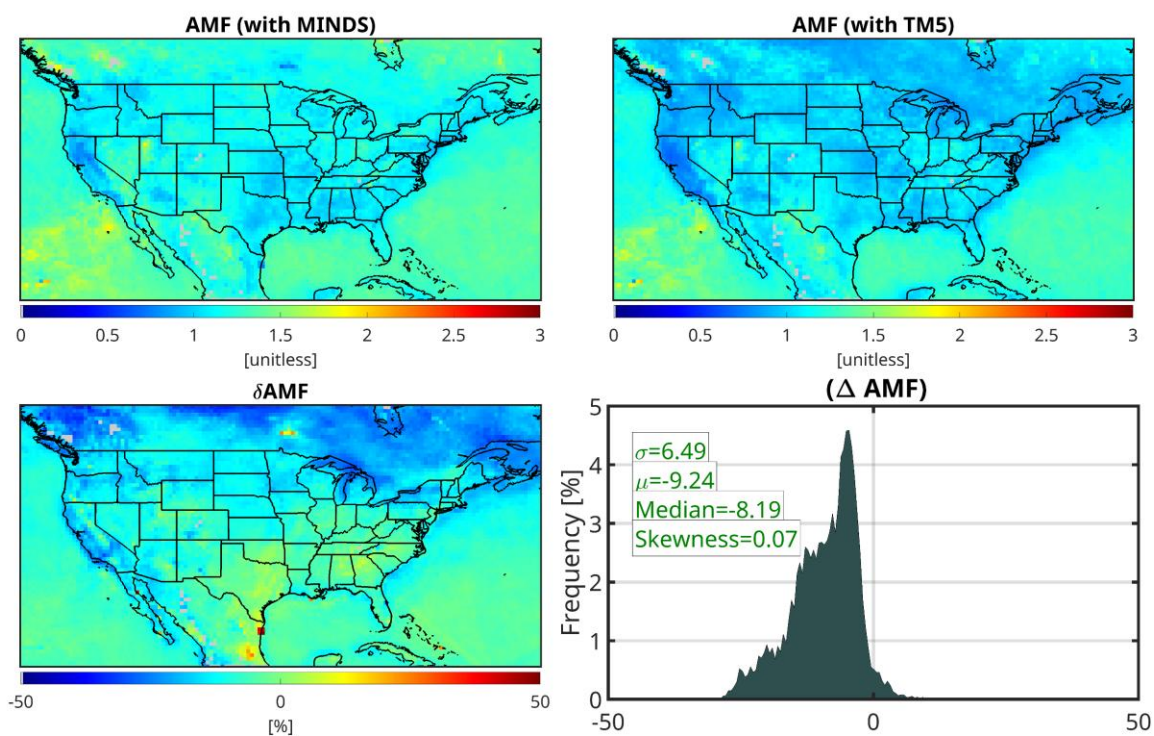 AMF (with MINDS)
AMF (with TM5)
0 0.5 1 1.5 2 2.5 3
[unitless]
0 0.5 1 1.5 2 2.5 3
[unitless]
δAMF
-50 0 50
[%]
(Δ AMF)
Frequency [%]
5
4
3
2
1
0
σ=6.49
μ=-9.24
Median=-8.19
Skewness=0.07
-50 0 50